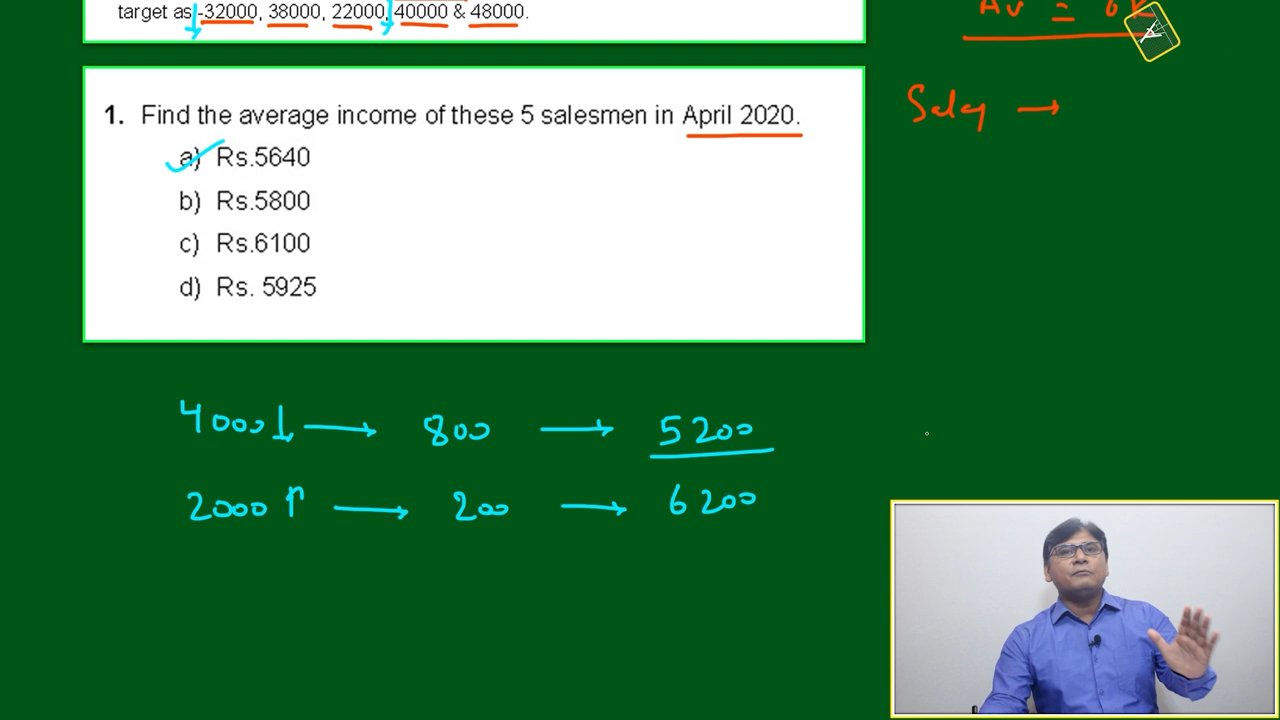 target as -32000, 38000, 22000, 40000 & 48000.
Av = 6K
Salary →
1. Find the average income of these 5 salesmen in April 2020.
a) Rs.5640
b) Rs.5800
c) Rs.6100
d) Rs. 5925
4000↓ → 800 → 5200
2000↑ → 200 → 6200